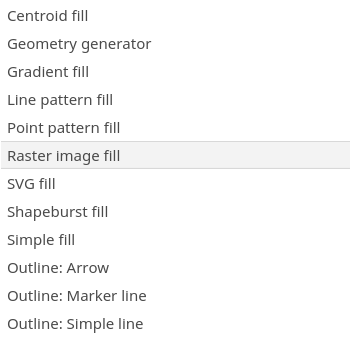 Centroid fill
Geometry generator
Gradient fill
Line pattern fill
Point pattern fill
Raster image fill
SVG fill
Shapeburst fill
Simple fill
Outline: Arrow
Outline: Marker line
Outline: Simple line